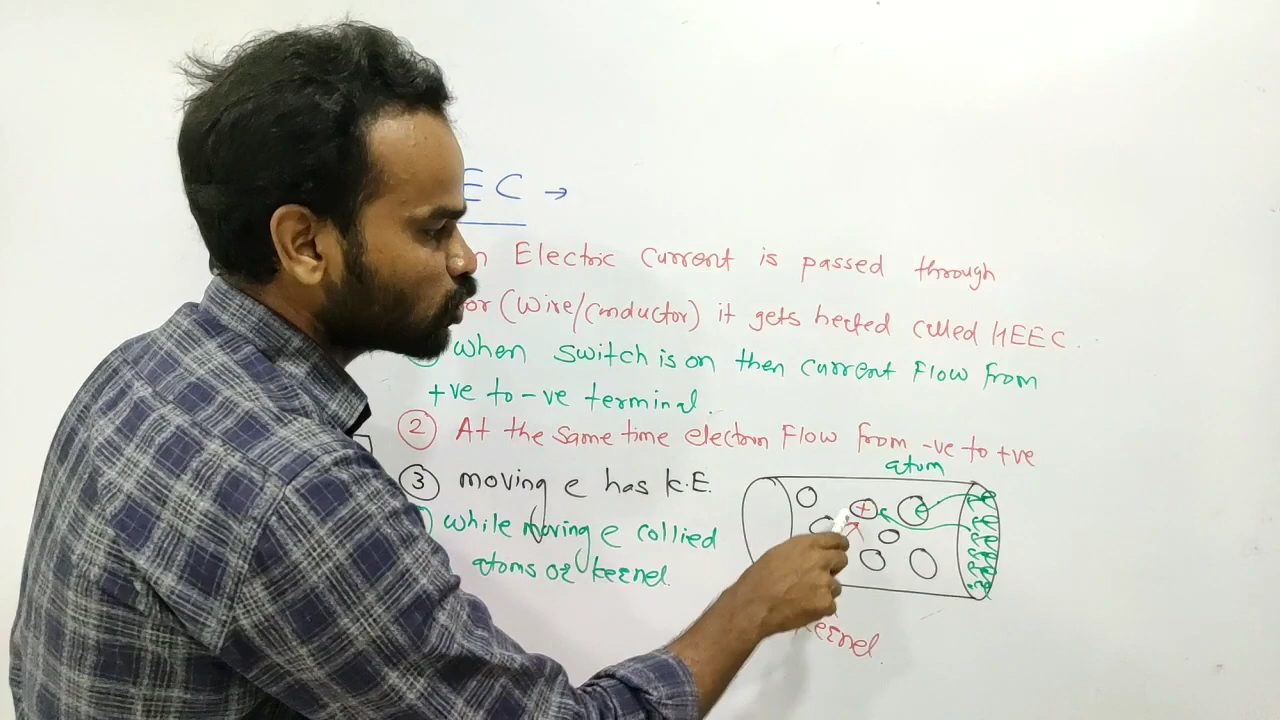 EC →
n Electric current is passed through
or (wire/conductor) it gets heated called HEEC..
when switch is on then current flow from
+ve to -ve terminal.
② At the same time electron flow from -ve to +ve
③ moving e has k.E.
while moving e collied
atoms or kernel.
atom
+
kernel.